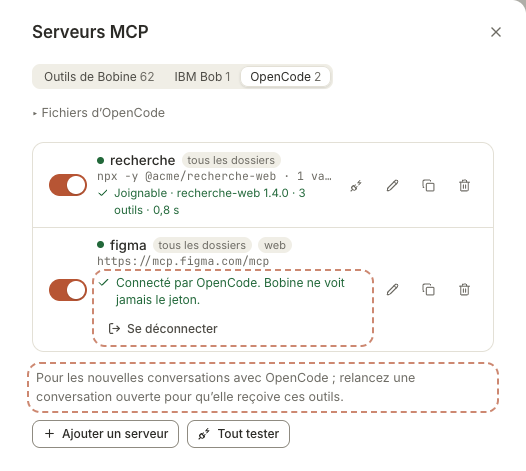 Serveurs MCP
Outils de Bobine 62
IBM Bob 1
OpenCode 2
Fichiers d’OpenCode
recherche
tous les dossiers
npx -y @acme/recherche-web · 1 va…
Joignable · recherche-web 1.4.0 · 3
outils · 0,8 s
figma
tous les dossiers
web
https://mcp.figma.com/mcp
Connecté par OpenCode. Bobine ne voit
jamais le jeton.
Se déconnecter
Pour les nouvelles conversations avec OpenCode ; relancez une
conversation ouverte pour qu’elle reçoive ces outils.
Ajouter un serveur
Tout tester